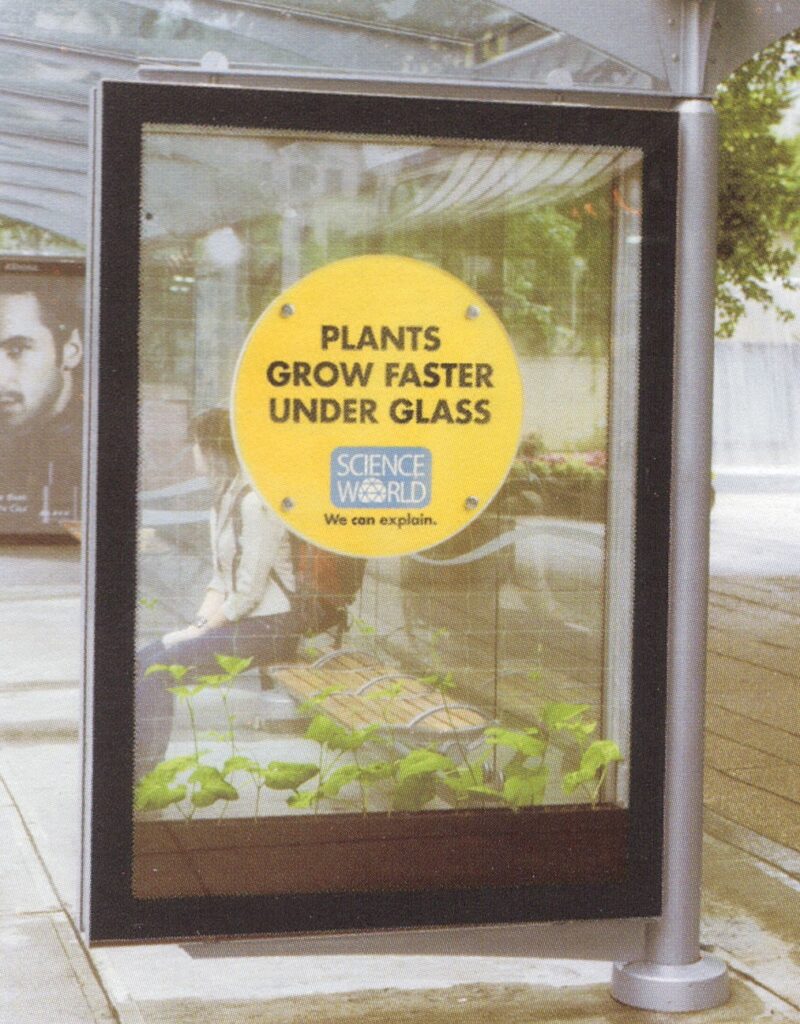 PLANTS
GROW FASTER
UNDER GLASS
SCIENCE
WORLD
We can explain.